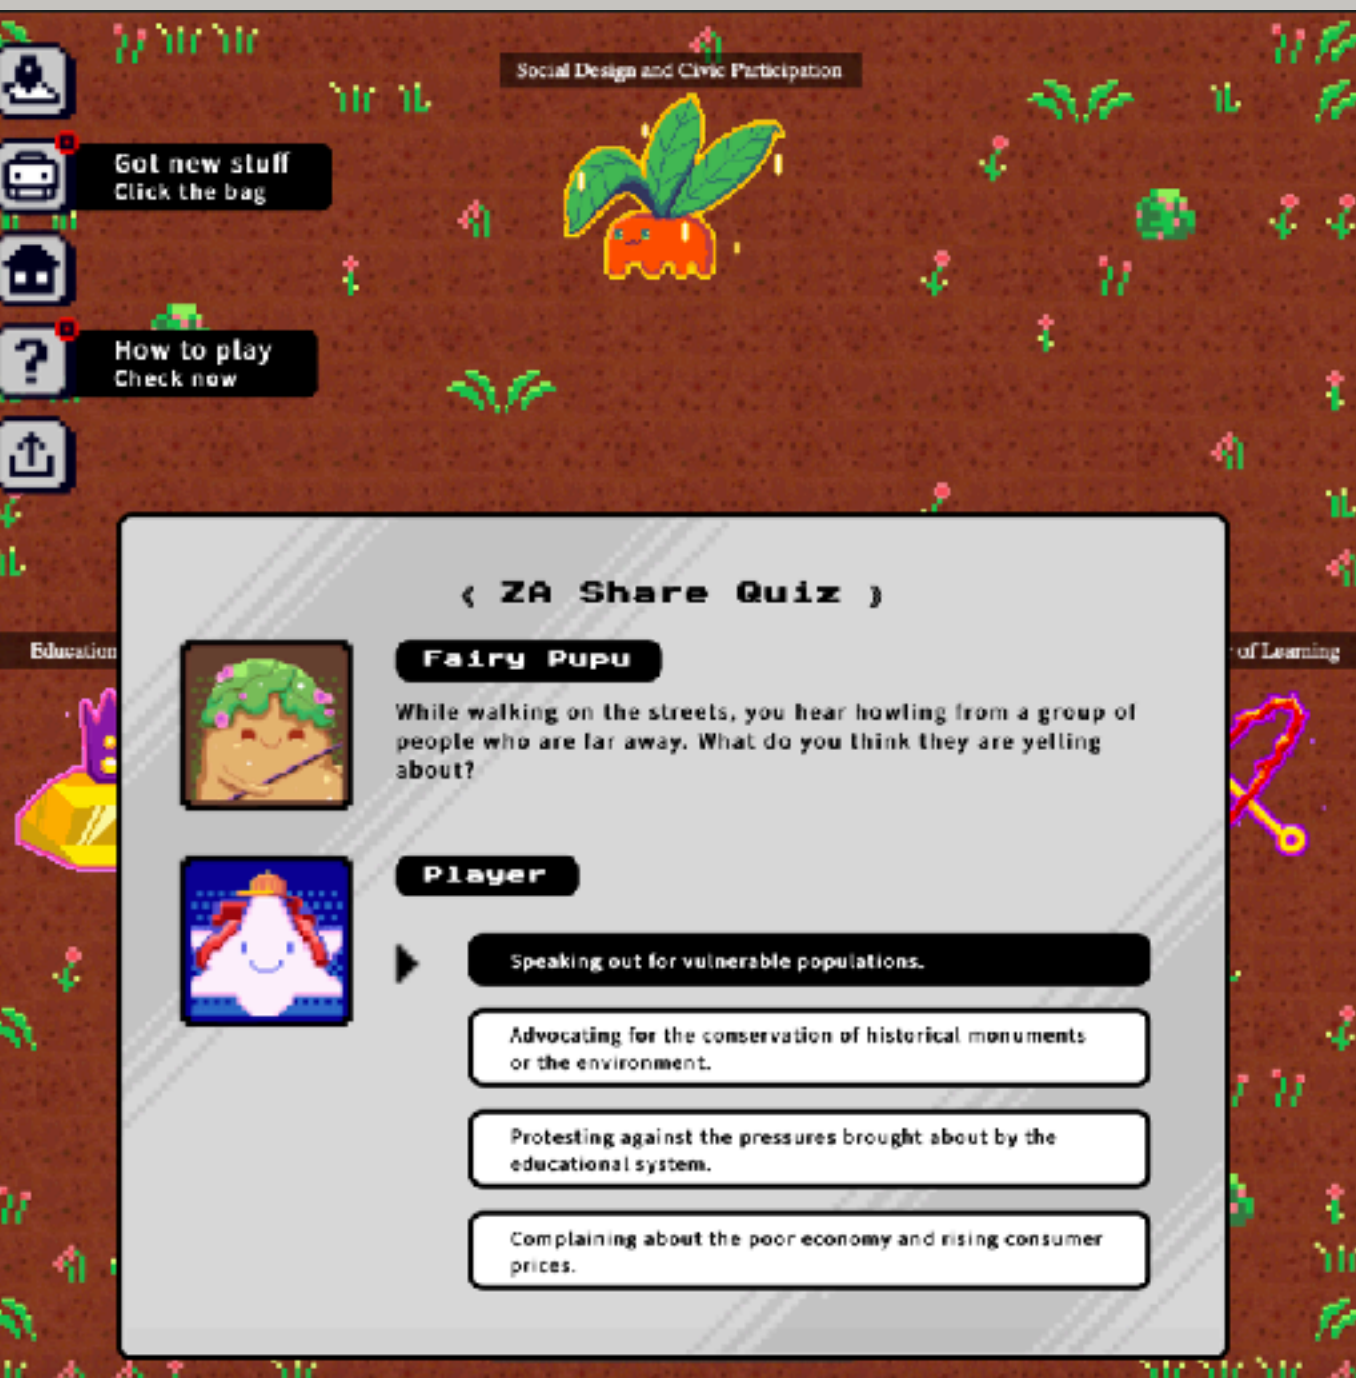 Social Design and Civic Participation
Got new stuff
Click the bag
How to play
Check now
ZA Share Quiz
Education
of Learning
Fairy Pupu
While walking on the streets, you hear howling from a group of
people who are far away. What do you think they are yelling
about?
Player
Speaking out for vulnerable populations.
Advocating for the conservation of historical monuments
or the environment.
Protesting against the pressures brought about by the
educational system.
Complaining about the poor economy and rising consumer
prices.